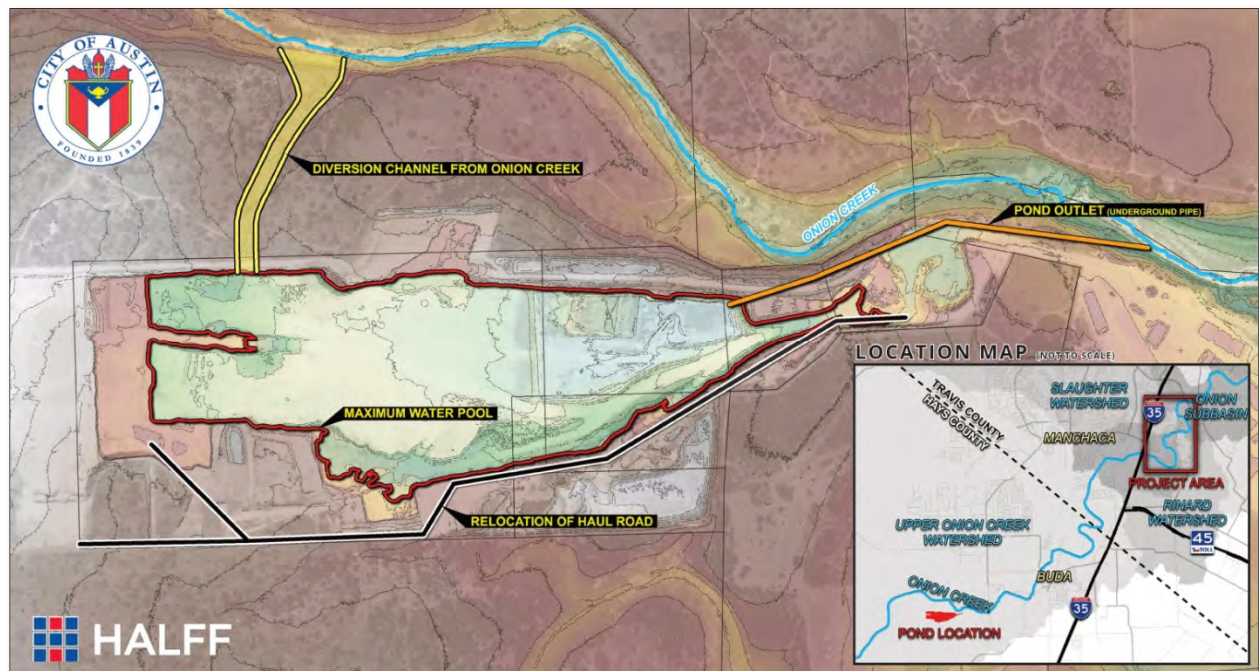 CITY OF AUSTIN
FOUNDED 1839
DIVERSION CHANNEL FROM ONION CREEK
ONION CREEK
POND OUTLET (UNDERGROUND PIPE)
MAXIMUM WATER POOL
RELOCATION OF HAUL ROAD
HALFF
LOCATION MAP (NOT TO SCALE)
SLAUGHTER
WATERSHED
TRAVIS COUNTY
HAYS COUNTY
35
ONION
SUBBASIN
MANCHACA
PROJECT AREA
RINARD
WATERSHED
UPPER ONION CREEK
WATERSHED
45
TOLL
BUDA
ONION CREEK
35
POND LOCATION